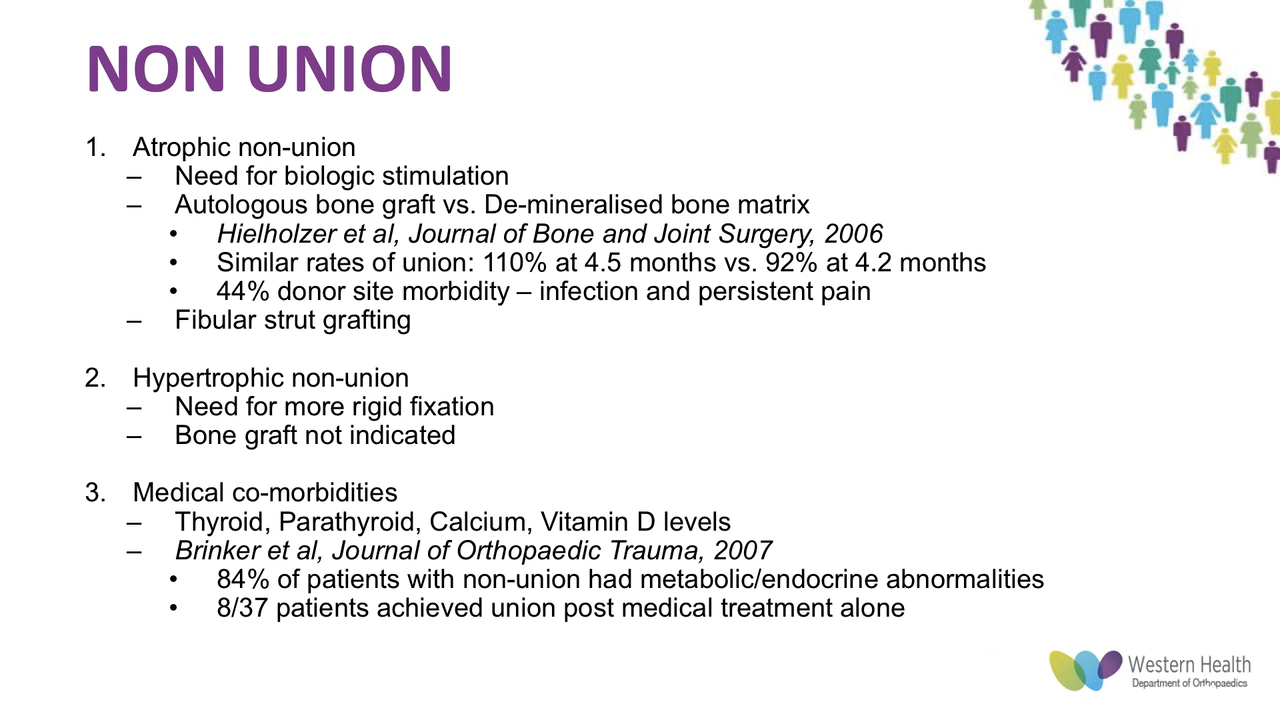 NON UNION
1. Atrophic non-union
– Need for biologic stimulation
– Autologous bone graft vs. De-mineralised bone matrix
• Hielholzer et al, Journal of Bone and Joint Surgery, 2006
• Similar rates of union: 110% at 4.5 months vs. 92% at 4.2 months
• 44% donor site morbidity – infection and persistent pain
– Fibular strut grafting
2. Hypertrophic non-union
– Need for more rigid fixation
– Bone graft not indicated
3. Medical co-morbidities
– Thyroid, Parathyroid, Calcium, Vitamin D levels
– Brinker et al, Journal of Orthopaedic Trauma, 2007
• 84% of patients with non-union had metabolic/endocrine abnormalities
• 8/37 patients achieved union post medical treatment alone
Western Health
Department of Orthopaedics